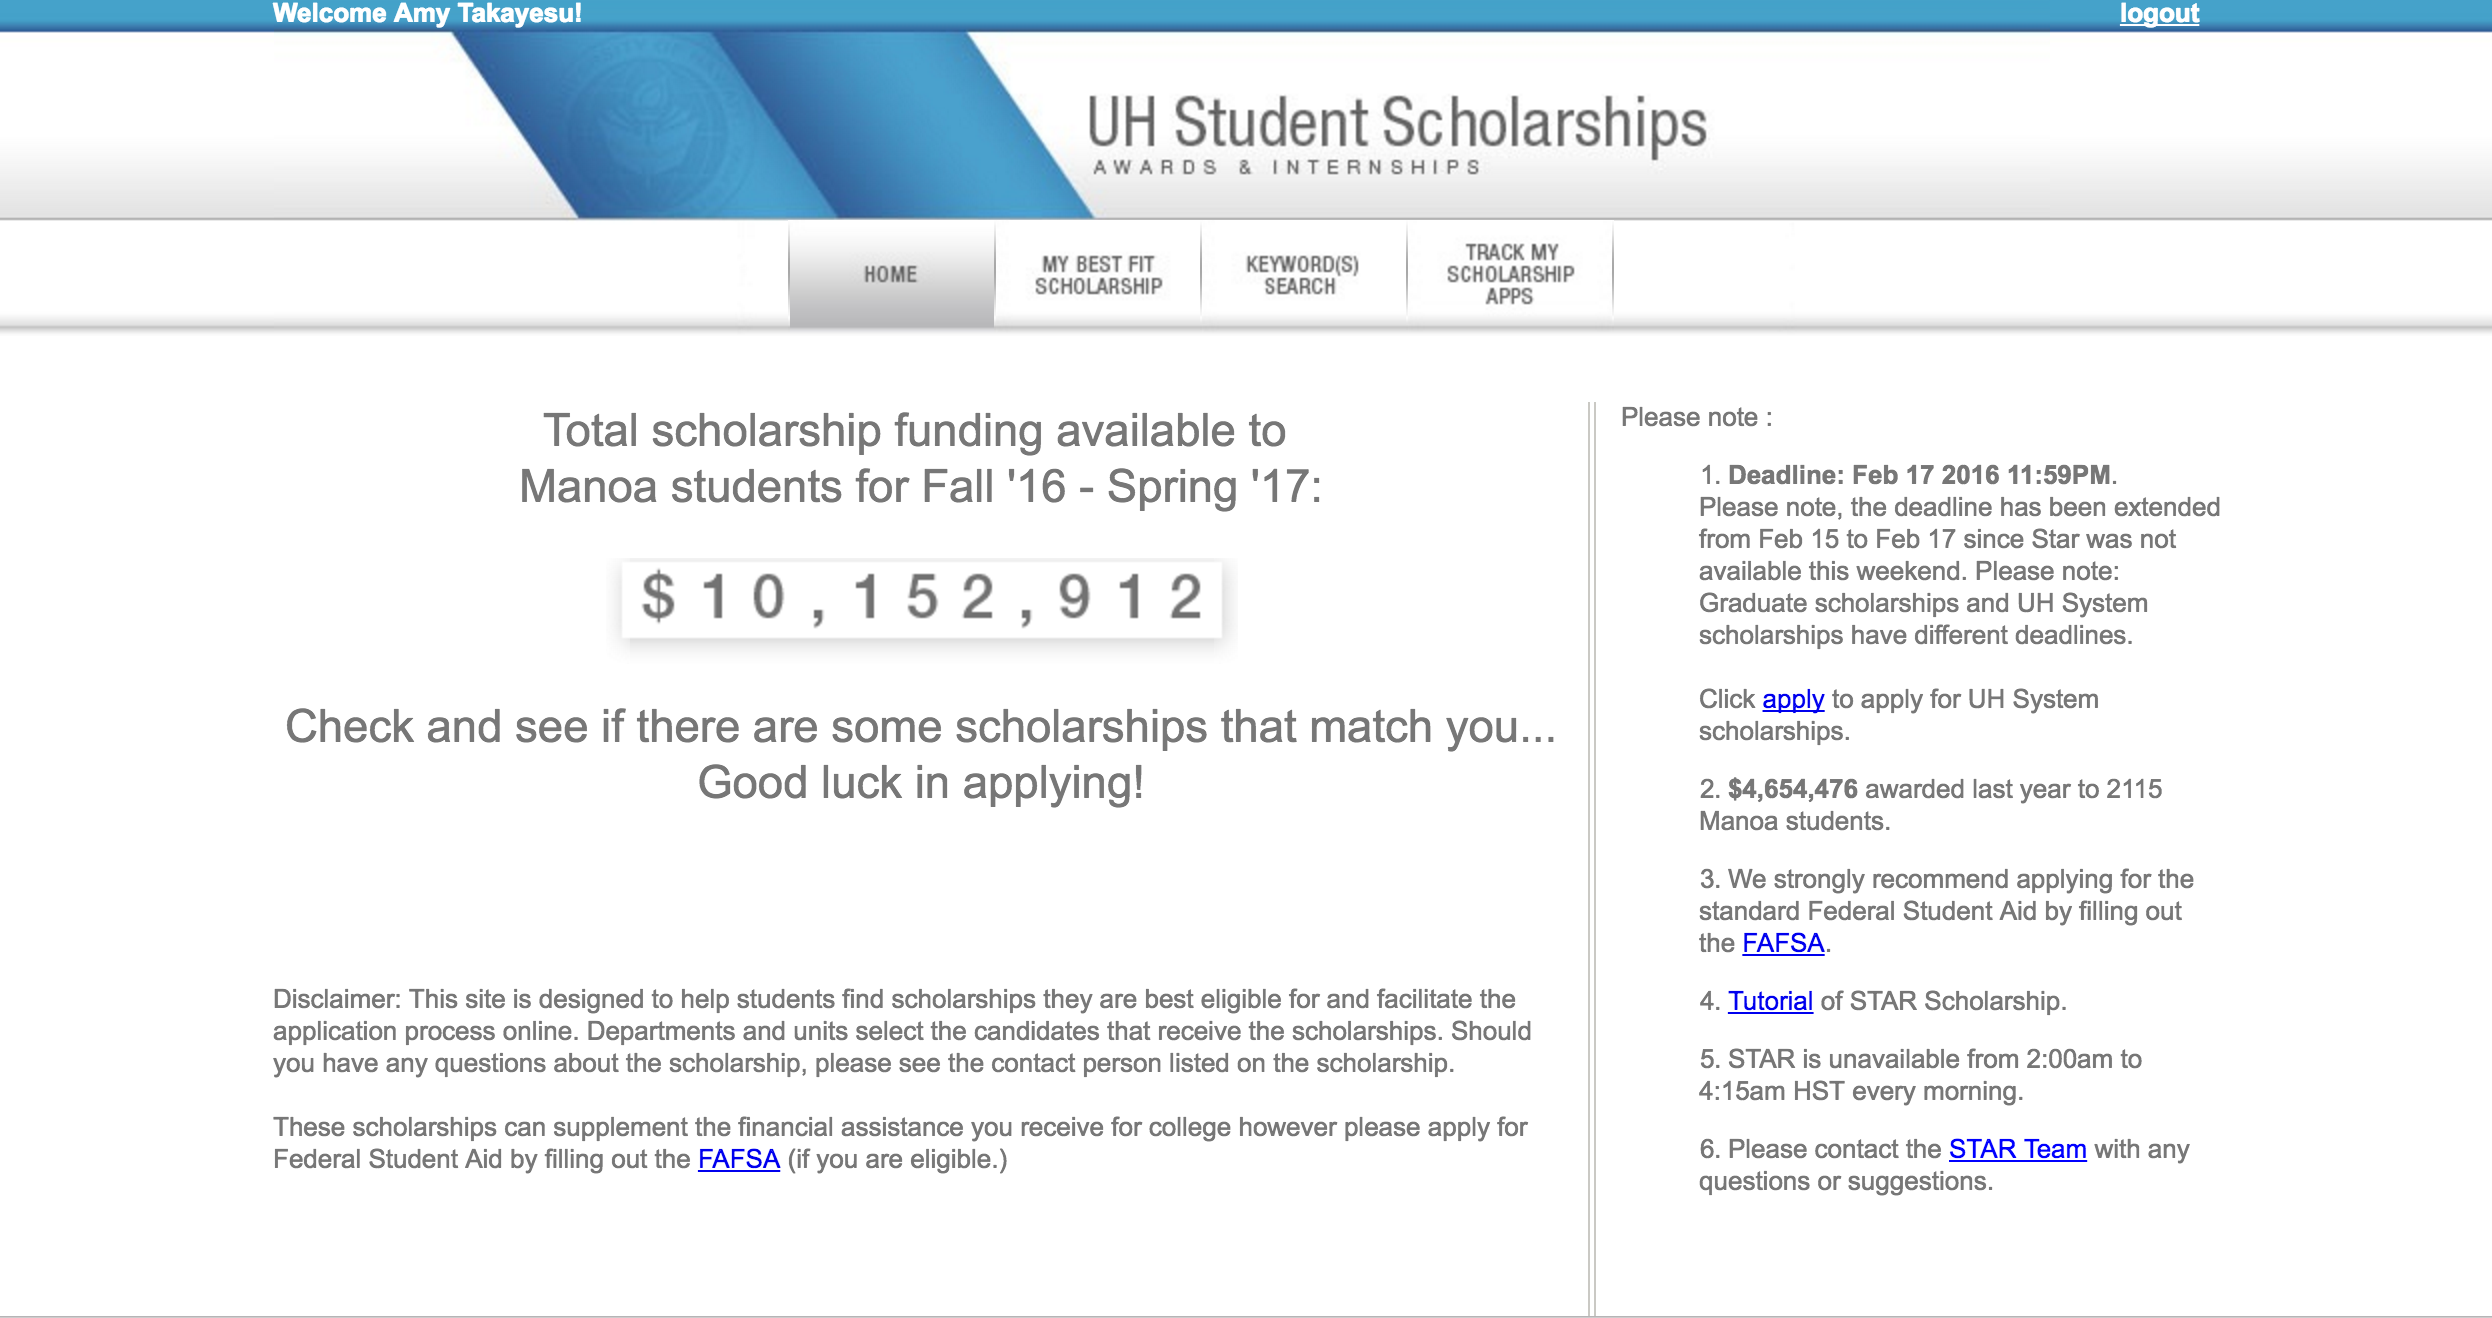 Welcome Amy Takayesu!
logout
UH Student Scholarships
AWARDS & INTERNSHIPS
HOME
MY BEST FIT
SCHOLARSHIP
KEYWORD(S)
SEARCH
TRACK MY
SCHOLARSHIP
APPS
Total scholarship funding available to
Manoa students for Fall '16 - Spring '17:
$10,152,912
Check and see if there are some scholarships that match you...
Good luck in applying!
Disclaimer: This site is designed to help students find scholarships they are best eligible for and facilitate the
application process online. Departments and units select the candidates that receive the scholarships. Should
you have any questions about the scholarship, please see the contact person listed on the scholarship.
These scholarships can supplement the financial assistance you receive for college however please apply for
Federal Student Aid by filling out the FAFSA (if you are eligible.)
Please note :
1. Deadline: Feb 17 2016 11:59PM.
Please note, the deadline has been extended
from Feb 15 to Feb 17 since Star was not
available this weekend. Please note:
Graduate scholarships and UH System
scholarships have different deadlines.
Click apply to apply for UH System
scholarships.
2. $4,654,476 awarded last year to 2115
Manoa students.
3. We strongly recommend applying for the
standard Federal Student Aid by filling out
the FAFSA.
4. Tutorial of STAR Scholarship.
5. STAR is unavailable from 2:00am to
4:15am HST every morning.
6. Please contact the STAR Team with any
questions or suggestions.